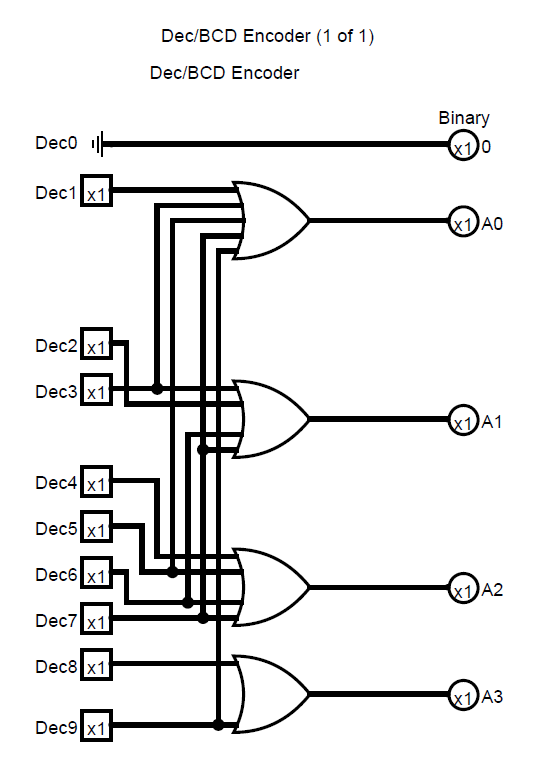 Dec/BCD Encoder (1 of 1)
Dec/BCD Encoder
Binary
Dec0 x1 0
Dec1 x1
x1 A0
Dec2 x1
Dec3 x1
x1 A1
Dec4 x1
Dec5 x1
Dec6 x1
x1 A2
Dec7 x1
Dec8 x1
x1 A3
Dec9 x1